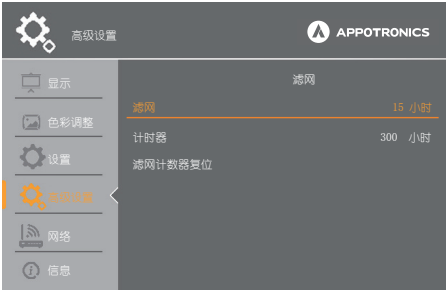 高级设置
APPOTRONICS
显示
色彩调整
设置
高级设置
网络
信息
滤网
滤网 15 小时
计时器 300 小时
滤网计数器复位